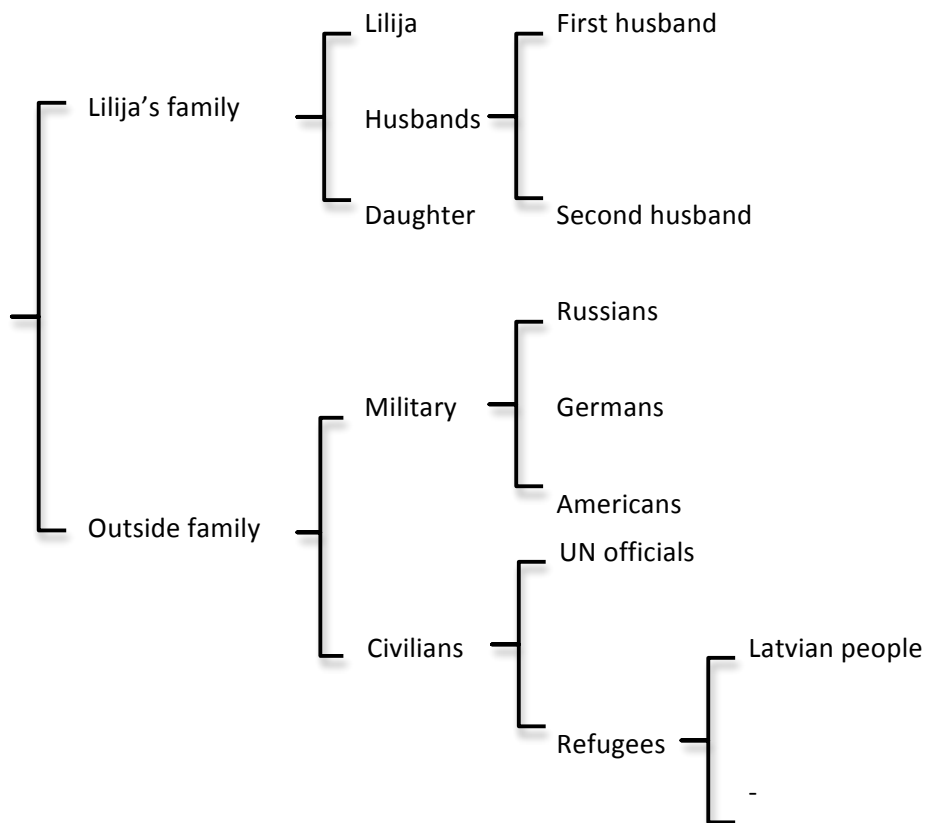 Lilija
First husband
Lilija’s family
Husbands
Daughter
Second husband
Russians
Military
Germans
Americans
Outside family
UN officials
Civilians
Latvian people
Refugees
-